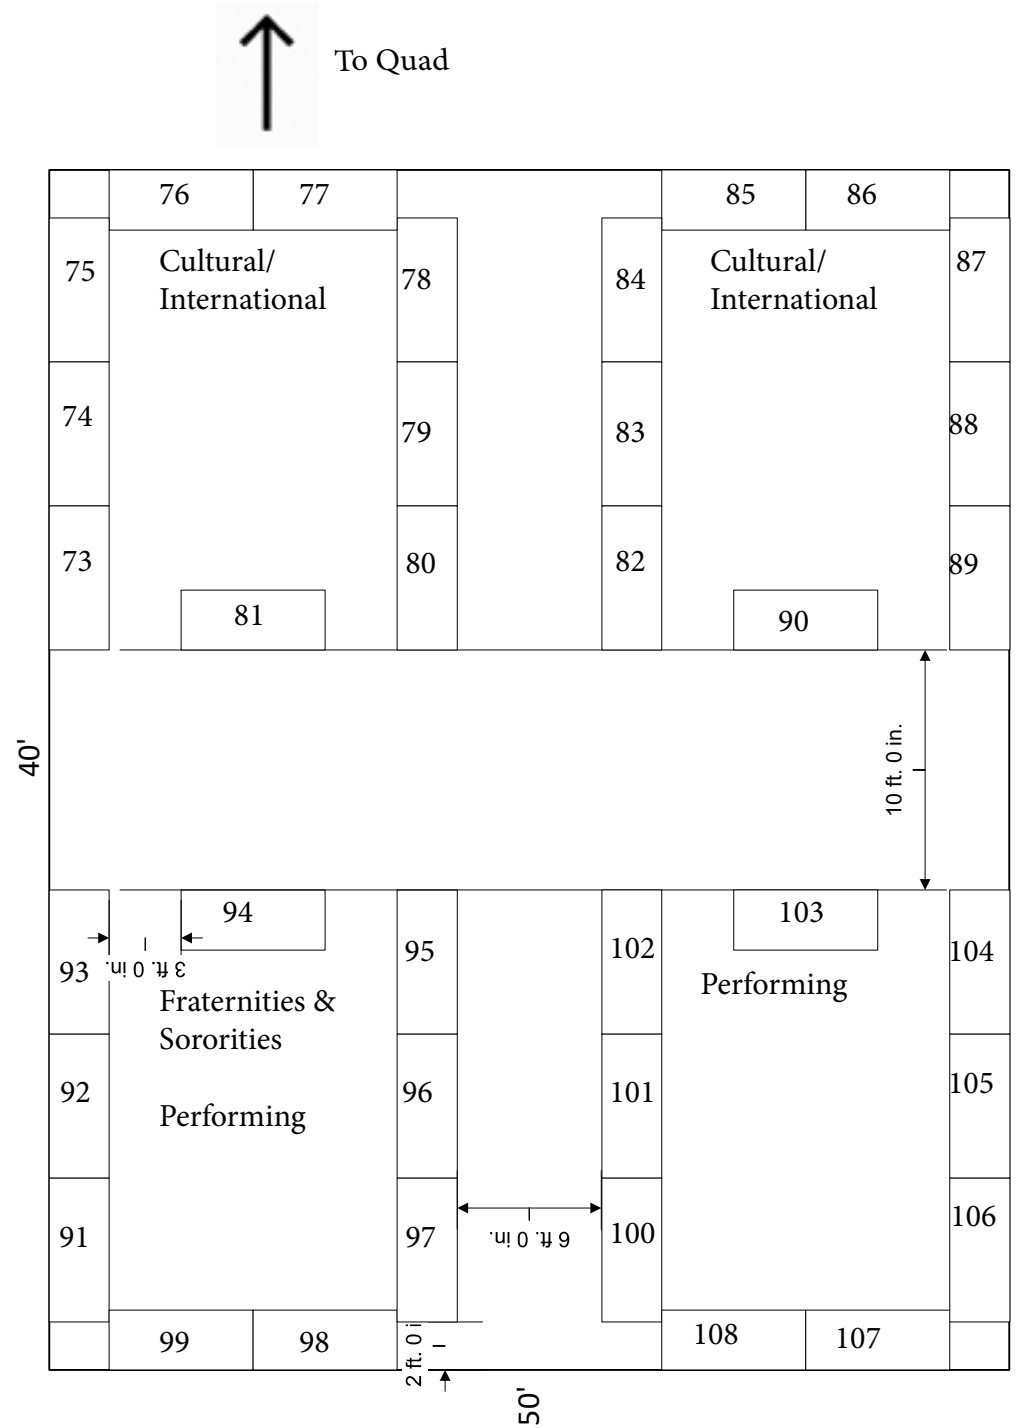 To Quad
76 77 85 86
75 Cultural/ 78 84 Cultural/ 87
International International
74 79 83 88
73 80 82 89
81 90
40'
10 ft. 0 in.
94 103
93 3 ft. 0 in. 95 102 104
Fraternities & Performing
Sororities
92 96 101 105
Performing
91 97 6 ft. 0 in. 100 106
99 98 2 ft. 0 i 108 107
50'